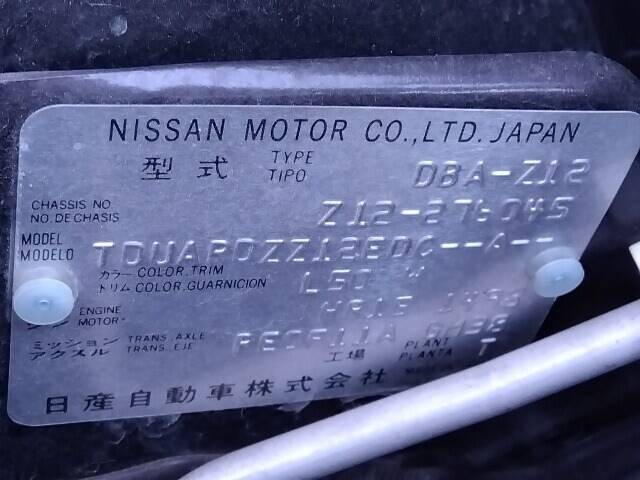 NISSAN MOTOR CO.,LTD. JAPAN
型式 TYPE TIPO DBA-Z12
CHASSIS NO. NO. DE CHASIS Z12-276045
MODEL MODELO TDUARDZZ12EDC--A--
カラー トリム COLOR, TRIM COLOR, GUARNICION L50
ENGINE MOTOR HR15 1498
ミッション アクスル TRANS. AXLE TRANS. EJE
工場 PLANT PLANTA T
日産自動車株式会社